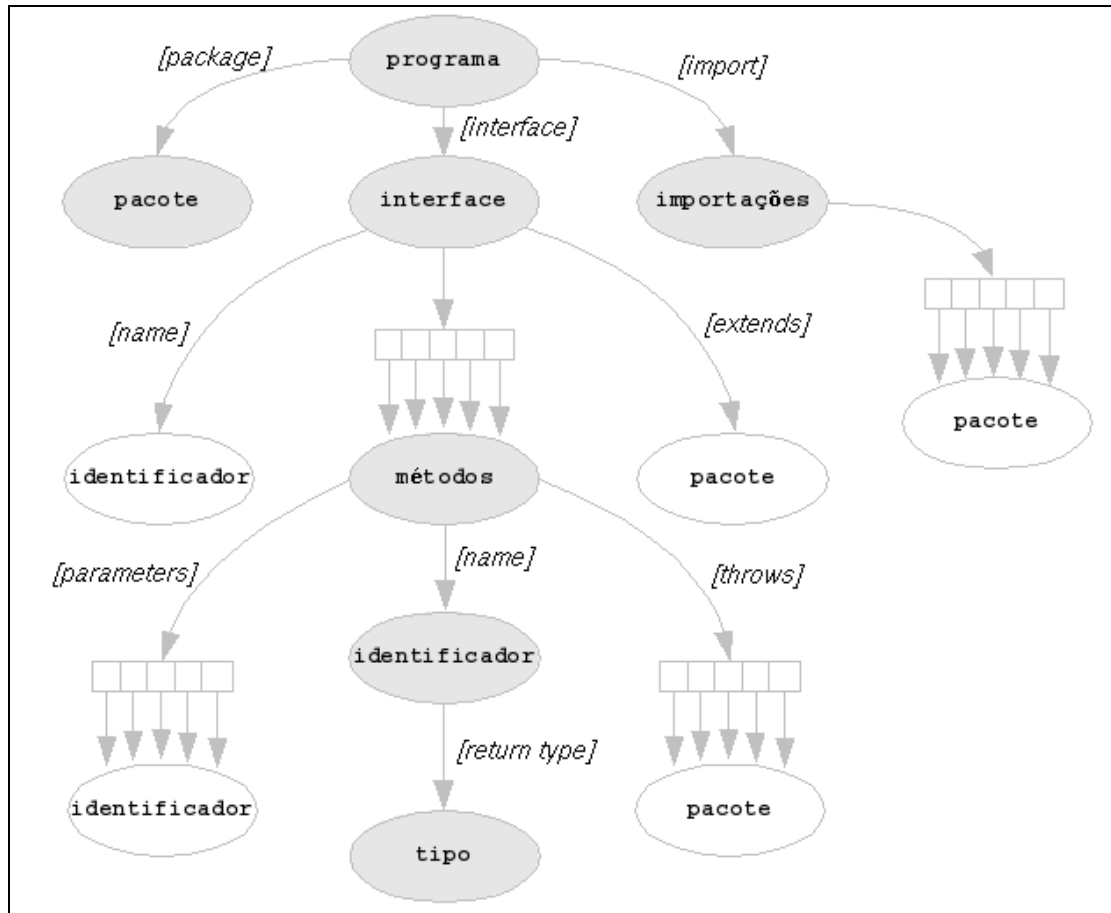 programa
[package]
[import]
[interface]
pacote
interface
importações
[name]
[extends]
pacote
identificador
métodos
pacote
[parameters]
[name]
[throws]
identificador
[return type]
identificador
pacote
tipo